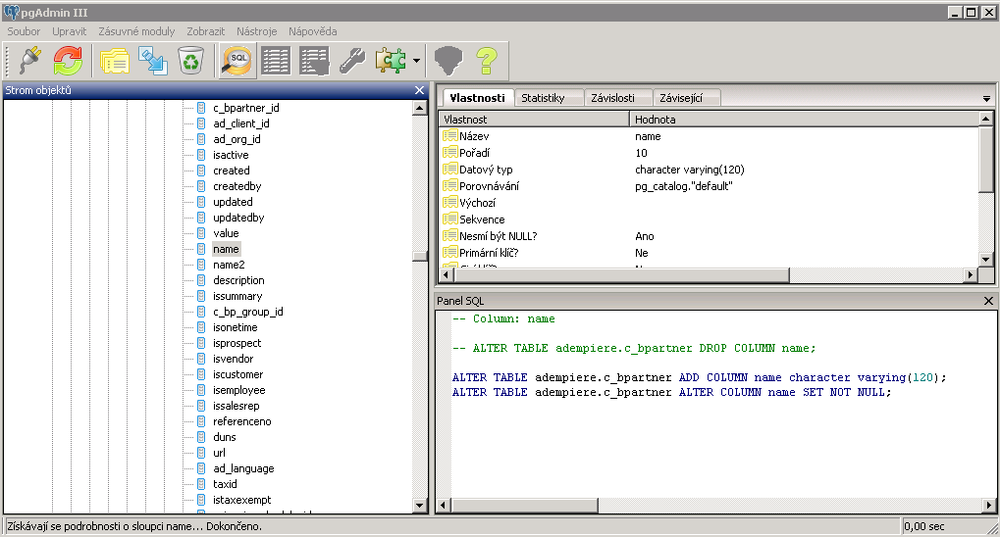 pgAdmin III
Soubor Upravit Zásuvné moduly Zobrazit Nástroje Nápověda
SQL
Strom objektů
c_bpartner_id
ad_client_id
ad_org_id
isactive
created
createdby
updated
updatedby
value
name
name2
description
issummary
c_bp_group_id
isonetime
isprospect
isvendor
iscustomer
isemployee
issalesrep
referenceno
duns
url
ad_language
taxid
istaxexempt
Vlastnosti Statistiky Závislosti Závisející
Vlastnost Hodnota
Název name
Pořadí 10
Datový typ character varying(120)
Porovnávání pg_catalog."default"
Výchozí
Sekvence
Nesmí být NULL? Ano
Primární klíč? Ne
Panel SQL
-- Column: name
-- ALTER TABLE adempiere.c_bpartner DROP COLUMN name;
ALTER TABLE adempiere.c_bpartner ADD COLUMN name character varying(120);
ALTER TABLE adempiere.c_bpartner ALTER COLUMN name SET NOT NULL;
Získávají se podrobnosti o sloupci name... Dokončeno.
0,00 sec